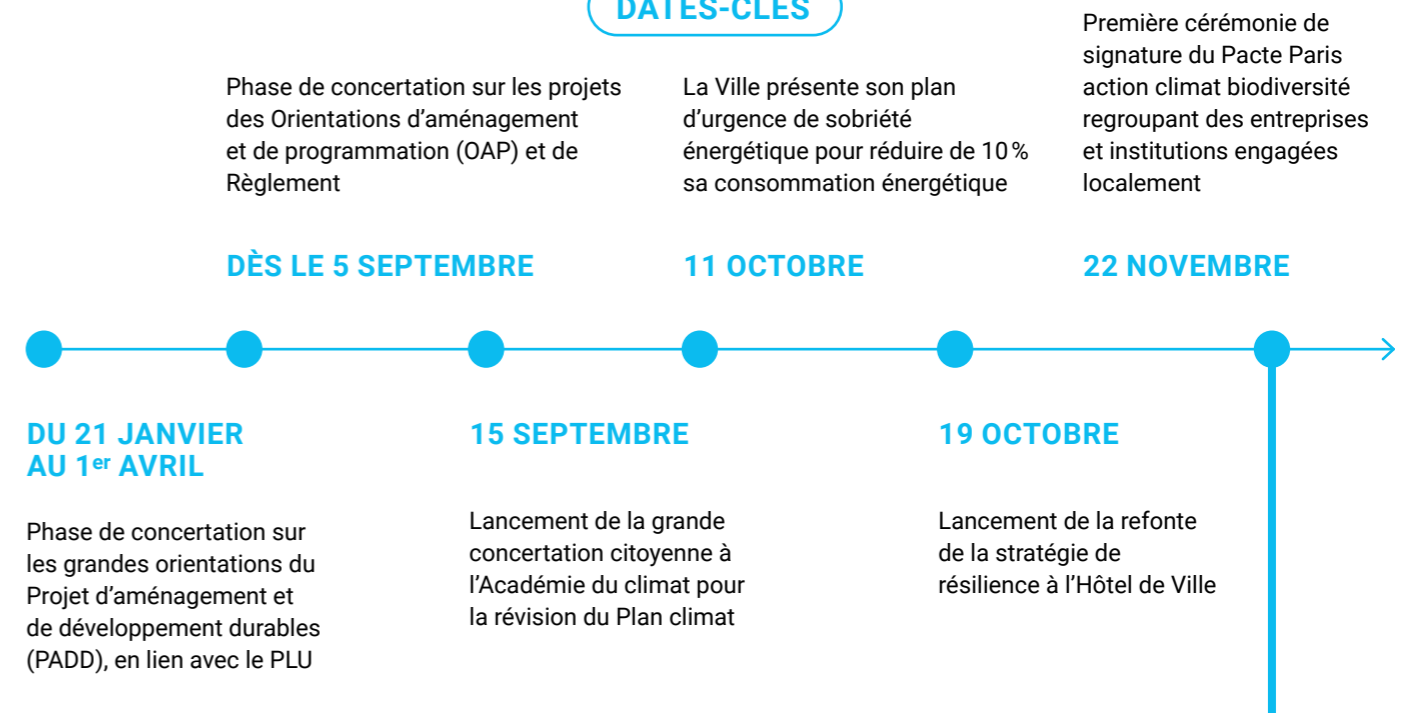 DATES-CLÉS
Phase de concertation sur les projets
des Orientations d’aménagement
et de programmation (OAP) et de
Règlement
DÈS LE 5 SEPTEMBRE
La Ville présente son plan
d’urgence de sobriété
énergétique pour réduire de 10 %
sa consommation énergétique
11 OCTOBRE
Première cérémonie de
signature du Pacte Paris
action climat biodiversité
regroupant des entreprises
et institutions engagées
localement
22 NOVEMBRE
DU 21 JANVIER
AU 1er AVRIL
Phase de concertation sur
les grandes orientations du
Projet d’aménagement et
de développement durables
(PADD), en lien avec le PLU
15 SEPTEMBRE
Lancement de la grande
concertation citoyenne à
l’Académie du climat pour
la révision du Plan climat
19 OCTOBRE
Lancement de la refonte
de la stratégie de
résilience à l’Hôtel de Ville